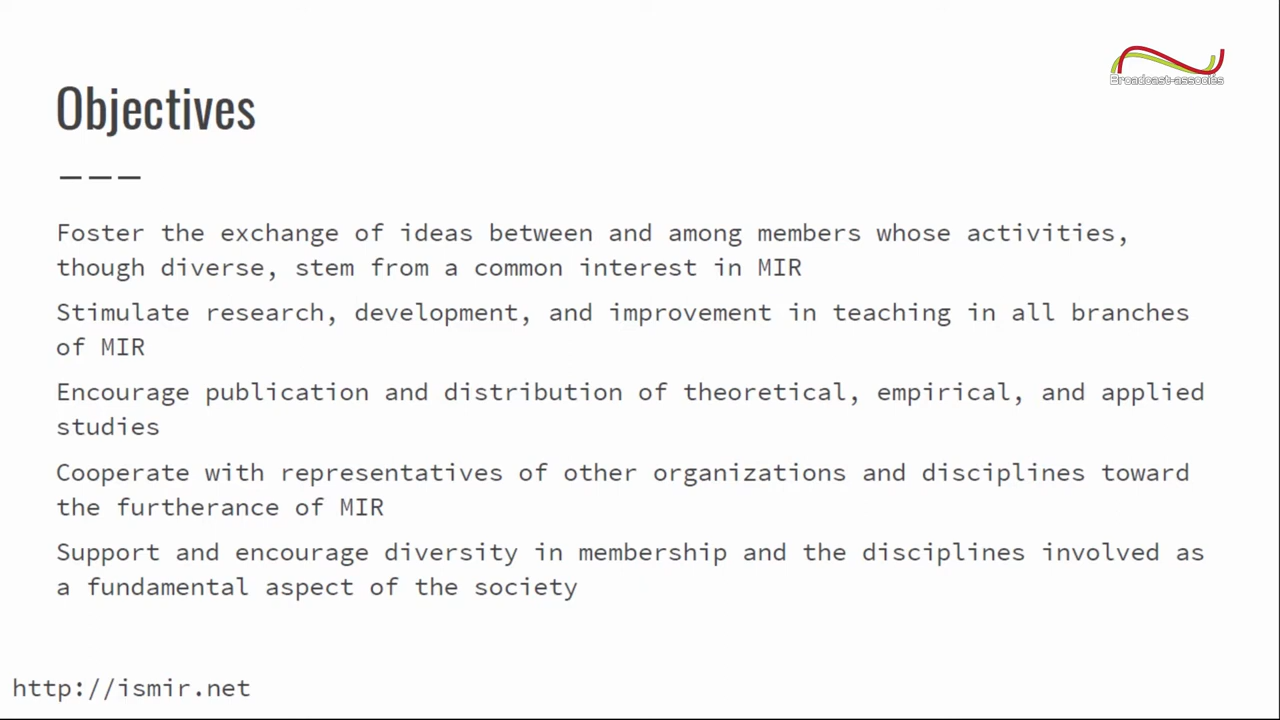 Broadcast-associés
Objectives
———
Foster the exchange of ideas between and among members whose activities,
though diverse, stem from a common interest in MIR
Stimulate research, development, and improvement in teaching in all branches
of MIR
Encourage publication and distribution of theoretical, empirical, and applied
studies
Cooperate with representatives of other organizations and disciplines toward
the furtherance of MIR
Support and encourage diversity in membership and the disciplines involved as
a fundamental aspect of the society
http://ismir.net